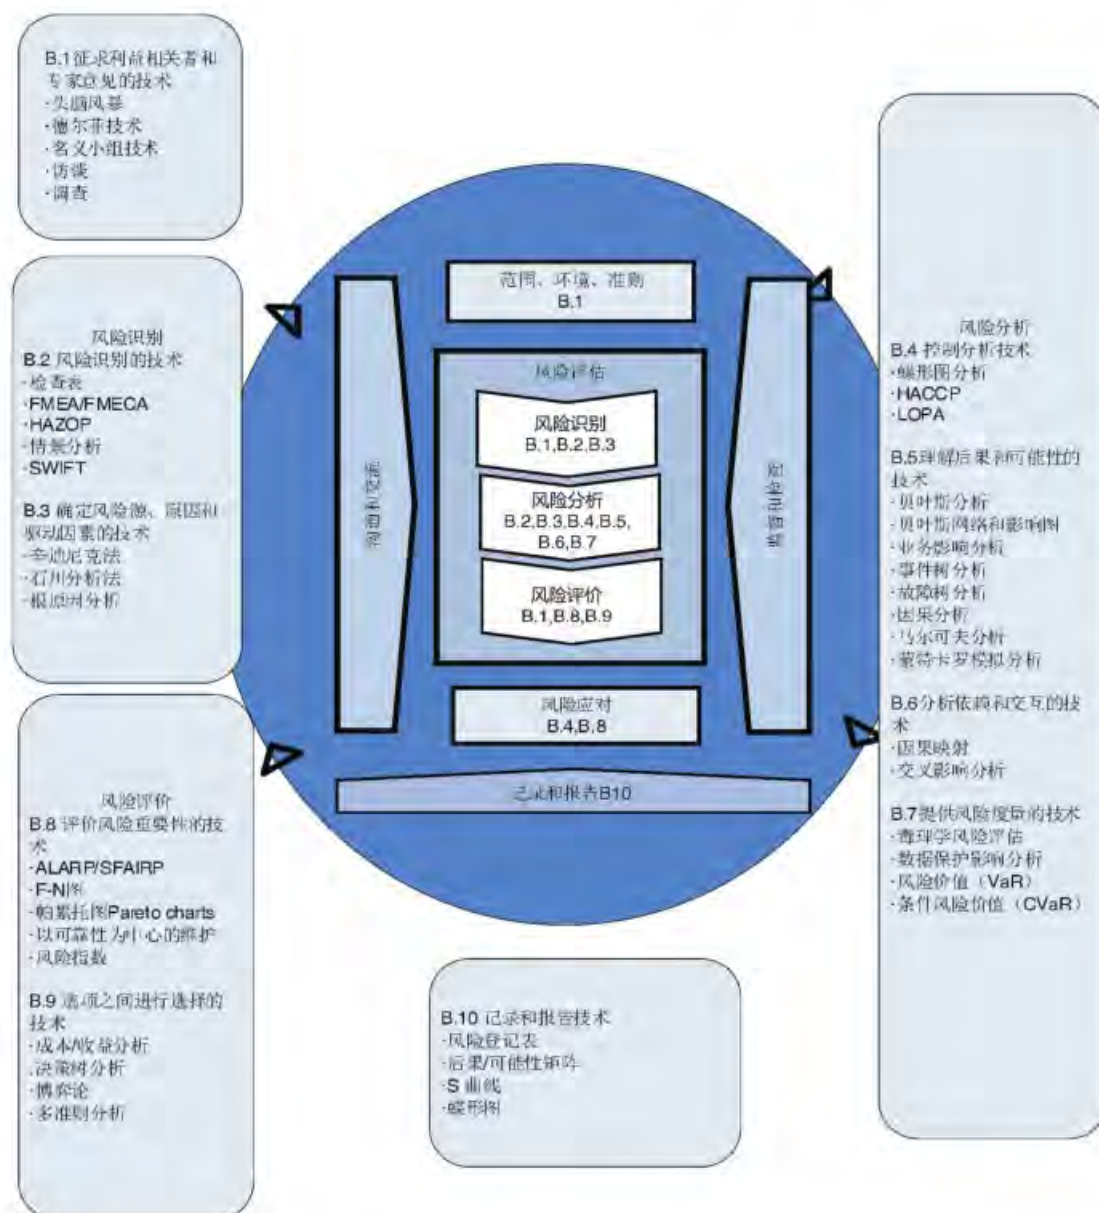 B.1征求利益相关者和
专家意见的技术
·头脑风暴
·德尔菲技术
·名义小组技术
·访谈
·调查
风险识别
B.2 风险识别的技术
·检查表
·FMEA/FMECA
·HAZOP
·情景分析
·SWIFT
B.3 确定风险源、原因和
驱动因素的技术
·辛迪尼克法
·石川分析法
·根原因分析
风险评价
B.8 评价风险重要性的技
术
·ALARP/SFAIRP
·F-N图
·帕累托图Pareto charts
·以可靠性为中心的维护
·风险指数
B.9 选项之间进行选择的
技术
·成本/收益分析
.决策树分析
·博弈论
·多准则分析
范围、环境、准则
B.1
沟通和交流
风险评估
风险识别
B.1,B.2,B.3
风险分析
B.2,B.3,B.4,B.5,
B.6,B.7
风险评价
B.1,B.8,B.9
监督和检查
风险应对
B.4,B.8
记录和报告B10
B.10 记录和报告技术
·风险登记表
·后果/可能性矩阵
·S 曲线
·蝶形图
风险分析
B.4 控制分析技术
·蝶形图分析
·HACCP
·LOPA
B.5理解后果和可能性的
技术
·贝叶斯分析
·贝叶斯网络和影响图
·业务影响分析
·事件树分析
·故障树分析
·因果分析
·马尔可夫分析
·蒙特卡罗模拟分析
B.6分析依赖和交互的技
术
·因果映射
·交叉影响分析
B.7提供风险度量的技术
·毒理学风险评估
·数据保护影响分析
·风险价值（VaR）
·条件风险价值（CVaR）